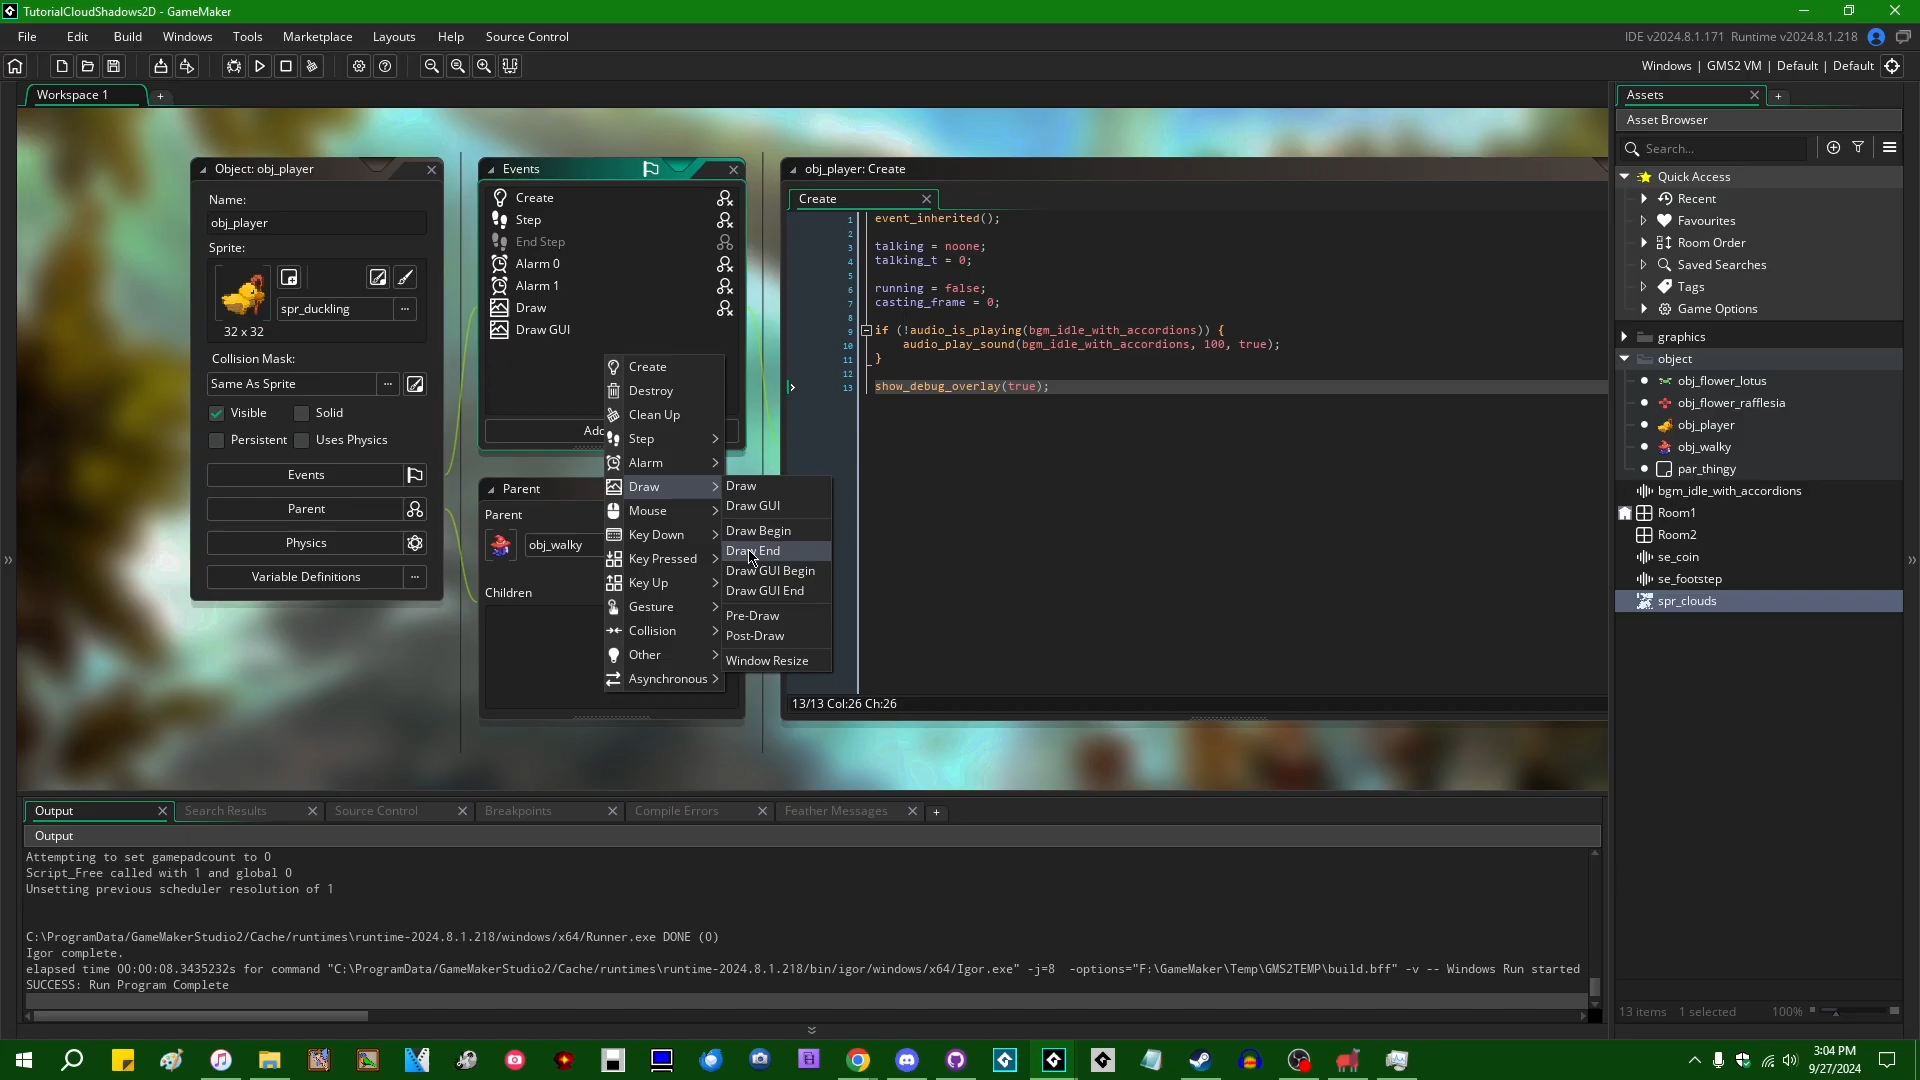 TutorialCloudShadows2D - GameMaker
File Edit Build Windows Tools Marketplace Layouts Help Source Control
IDE v2024.8.1.171 Runtime v2024.8.1.218
Windows | GMS2 VM | Default | Default
Workspace 1
Object: obj_player
Name:
obj_player
Sprite:
spr_duckling
32 x 32
Collision Mask:
Same As Sprite
Visible Solid
Persistent Uses Physics
Events
Parent
Physics
Variable Definitions
Events
Create
Step
End Step
Alarm 0
Alarm 1
Draw
Draw GUI
Parent
Parent
obj_walky
Children
Create
Destroy
Clean Up
Step
Alarm
Draw
Mouse
Key Down
Key Pressed
Key Up
Gesture
Collision
Other
Asynchronous
Draw
Draw GUI
Draw Begin
Draw End
Draw GUI Begin
Draw GUI End
Pre-Draw
Post-Draw
Window Resize
obj_player: Create
Create
1 event_inherited();
2
3 talking = noone;
4 talking_t = 0;
5
6 running = false;
7 casting_frame = 0;
8
9 if (!audio_is_playing(bgm_idle_with_accordions)) {
10 audio_play_sound(bgm_idle_with_accordions, 100, true);
11 }
12
13 show_debug_overlay(true);
13/13 Col:26 Ch:26
Assets
Asset Browser
Search...
Quick Access
Recent
Favourites
Room Order
Saved Searches
Tags
Game Options
graphics
object
obj_flower_lotus
obj_flower_rafflesia
obj_player
obj_walky
par_thingy
bgm_idle_with_accordions
Room1
Room2
se_coin
se_footstep
spr_clouds
13 items 1 selected 100%
Output Search Results Source Control Breakpoints Compile Errors Feather Messages
Output
Attempting to set gamepadcount to 0
Script_Free called with 1 and global 0
Unsetting previous scheduler resolution of 1
C:\ProgramData/GameMakerStudio2/Cache/runtimes\runtime-2024.8.1.218/windows/x64/Runner.exe DONE (0)
Igor complete.
elapsed time 00:00:08.3435232s for command "C:\ProgramData/GameMakerStudio2/Cache/runtimes\runtime-2024.8.1.218/bin/igor/windows/x64/Igor.exe" -j=8 -options="F:\GameMaker\Temp\GMS2TEMP\build.bff" -v -- Windows Run started
SUCCESS: Run Program Complete
3:04 PM
9/27/2024